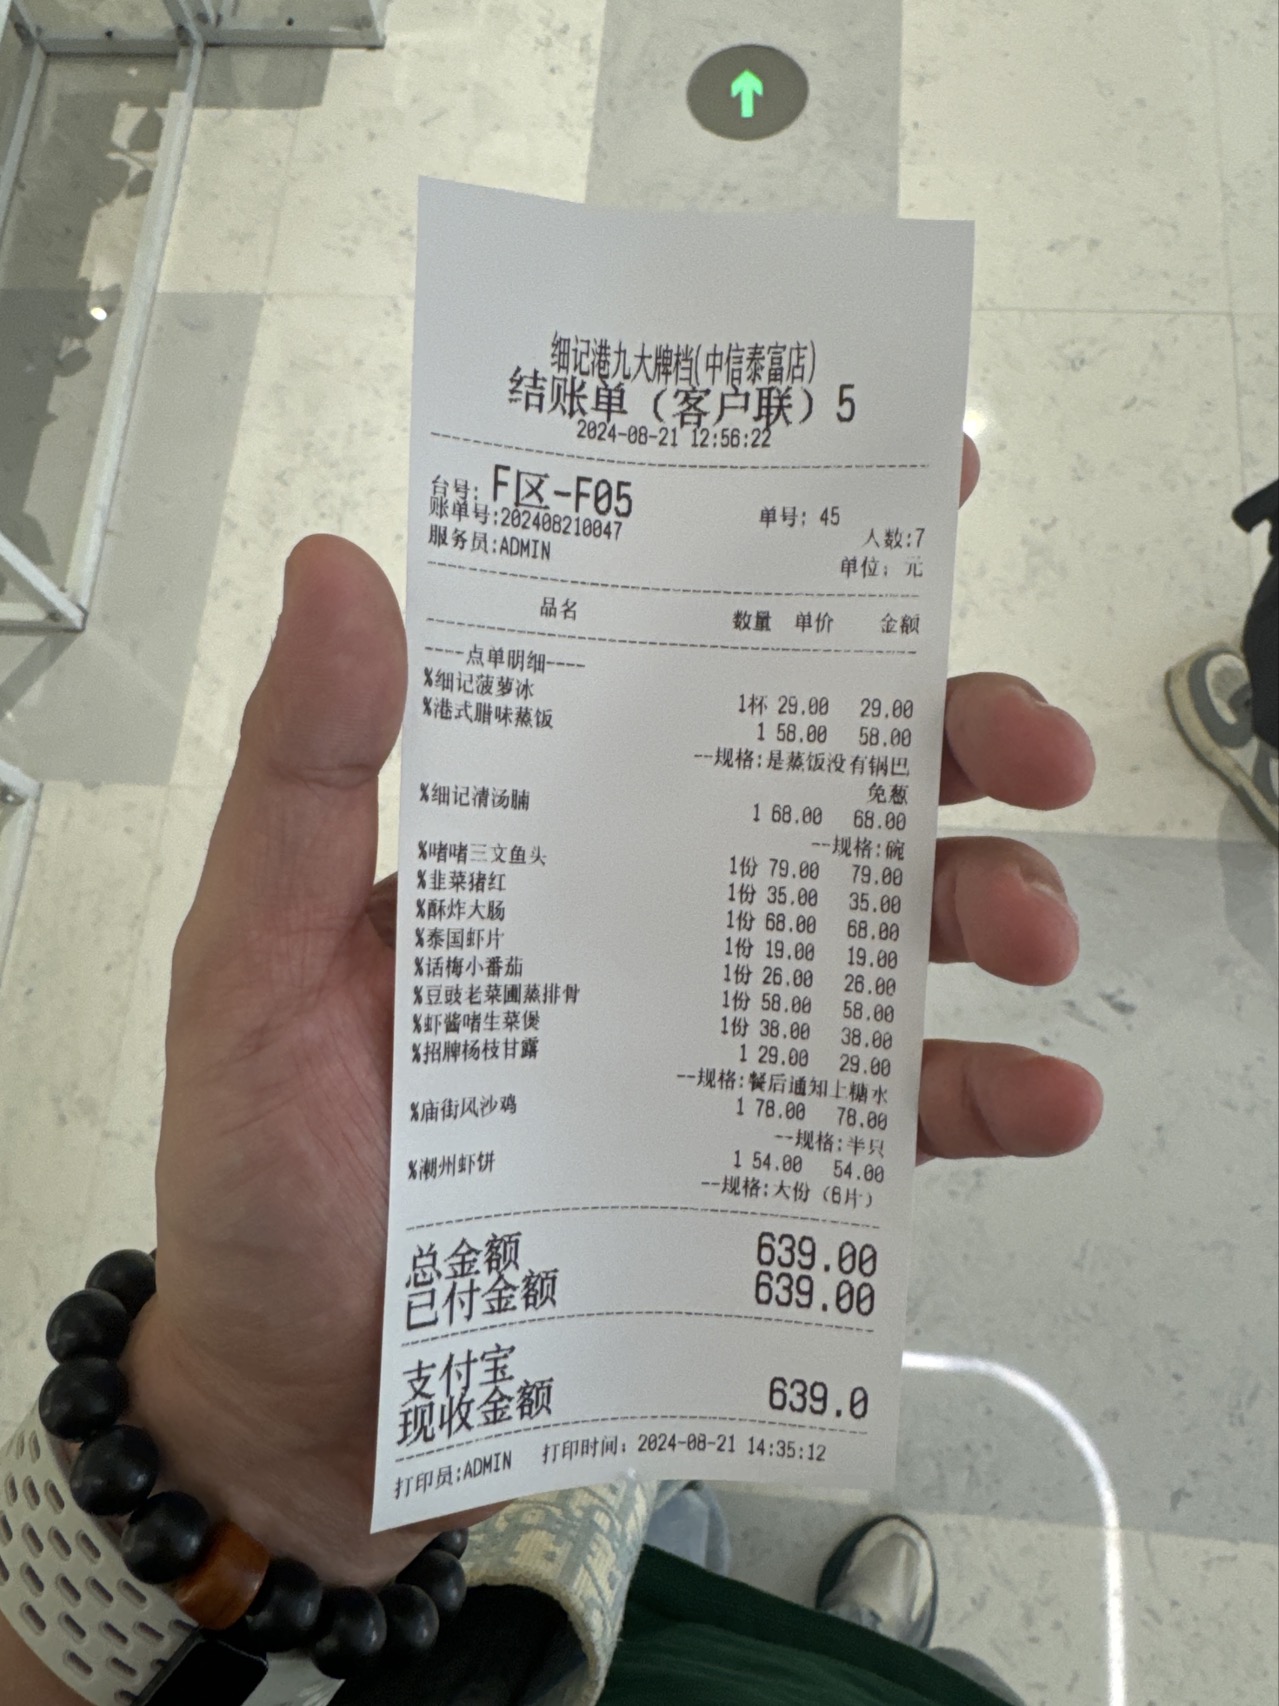 细记港九大牌档(中信泰富店)
结账单（客户联）5
2024-08-21 12:56:22
台号: F区-F05 单号: 45
账单号:202408210047 人数:7
服务员:ADMIN 单位: 元
品名 数量 单价 金额
----点单明细----
%细记菠萝冰 1杯 29.00 29.00
%港式腊味蒸饭 1 58.00 58.00
--规格:是蒸饭没有锅巴
免葱
%细记清汤腩 1 68.00 68.00
--规格:碗
%啫啫三文鱼头 1份 79.00 79.00
%韭菜猪红 1份 35.00 35.00
%酥炸大肠 1份 68.00 68.00
%泰国虾片 1份 19.00 19.00
%话梅小番茄 1份 26.00 26.00
%豆豉老菜圃蒸排骨 1份 58.00 58.00
%虾酱啫生菜煲 1份 38.00 38.00
%招牌杨枝甘露 1 29.00 29.00
--规格:餐后通知上糖水
%庙街风沙鸡 1 78.00 78.00
--规格:半只
%潮州虾饼 1 54.00 54.00
--规格:大份（6片）
总金额 639.00
已付金额 639.00
支付宝
现收金额 639.0
打印员:ADMIN 打印时间: 2024-08-21 14:35:12